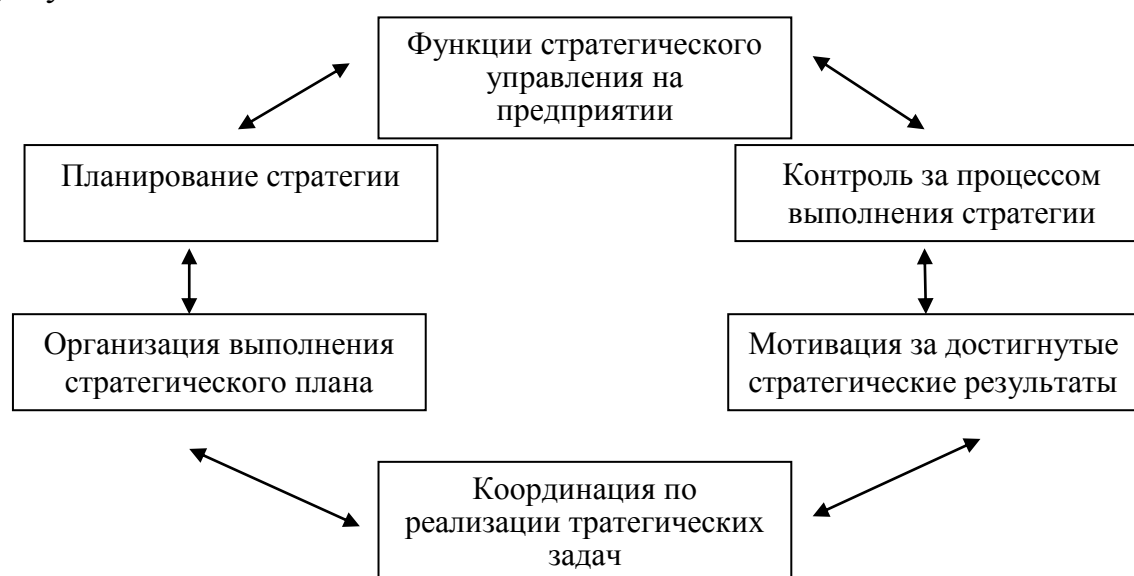 Функции стратегического
управления на
предприятии
Планирование стратегии
Контроль за процессом
выполнения стратегии
Организация выполнения
стратегического плана
Мотивация за достигнутые
стратегические результаты
Координация по
реализации тратегических
задач